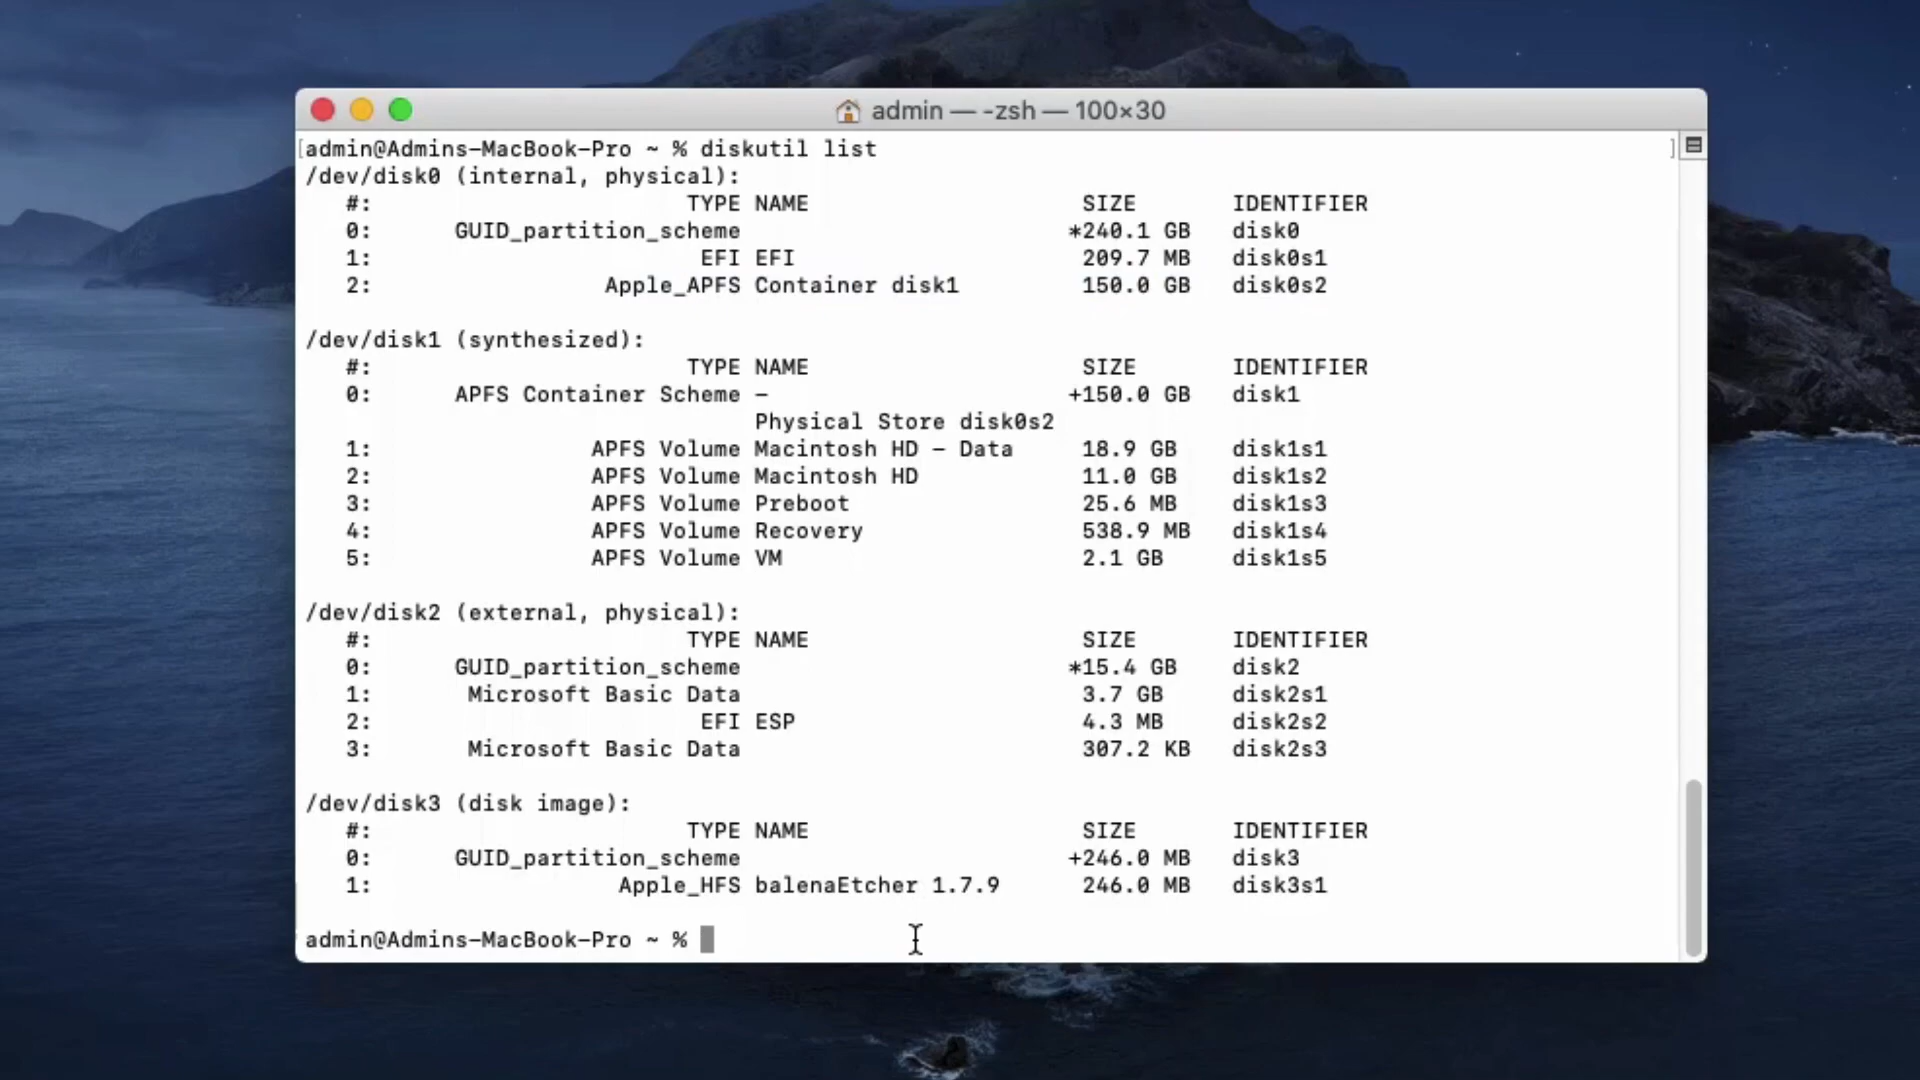 admin — -zsh — 100×30
[admin@Admins-MacBook-Pro ~ % diskutil list ]
/dev/disk0 (internal, physical):
#: TYPE NAME SIZE IDENTIFIER
0: GUID_partition_scheme *240.1 GB disk0
1: EFI EFI 209.7 MB disk0s1
2: Apple_APFS Container disk1 150.0 GB disk0s2
/dev/disk1 (synthesized):
#: TYPE NAME SIZE IDENTIFIER
0: APFS Container Scheme - +150.0 GB disk1
Physical Store disk0s2
1: APFS Volume Macintosh HD - Data 18.9 GB disk1s1
2: APFS Volume Macintosh HD 11.0 GB disk1s2
3: APFS Volume Preboot 25.6 MB disk1s3
4: APFS Volume Recovery 538.9 MB disk1s4
5: APFS Volume VM 2.1 GB disk1s5
/dev/disk2 (external, physical):
#: TYPE NAME SIZE IDENTIFIER
0: GUID_partition_scheme *15.4 GB disk2
1: Microsoft Basic Data 3.7 GB disk2s1
2: EFI ESP 4.3 MB disk2s2
3: Microsoft Basic Data 307.2 KB disk2s3
/dev/disk3 (disk image):
#: TYPE NAME SIZE IDENTIFIER
0: GUID_partition_scheme +246.0 MB disk3
1: Apple_HFS balenaEtcher 1.7.9 246.0 MB disk3s1
admin@Admins-MacBook-Pro ~ %